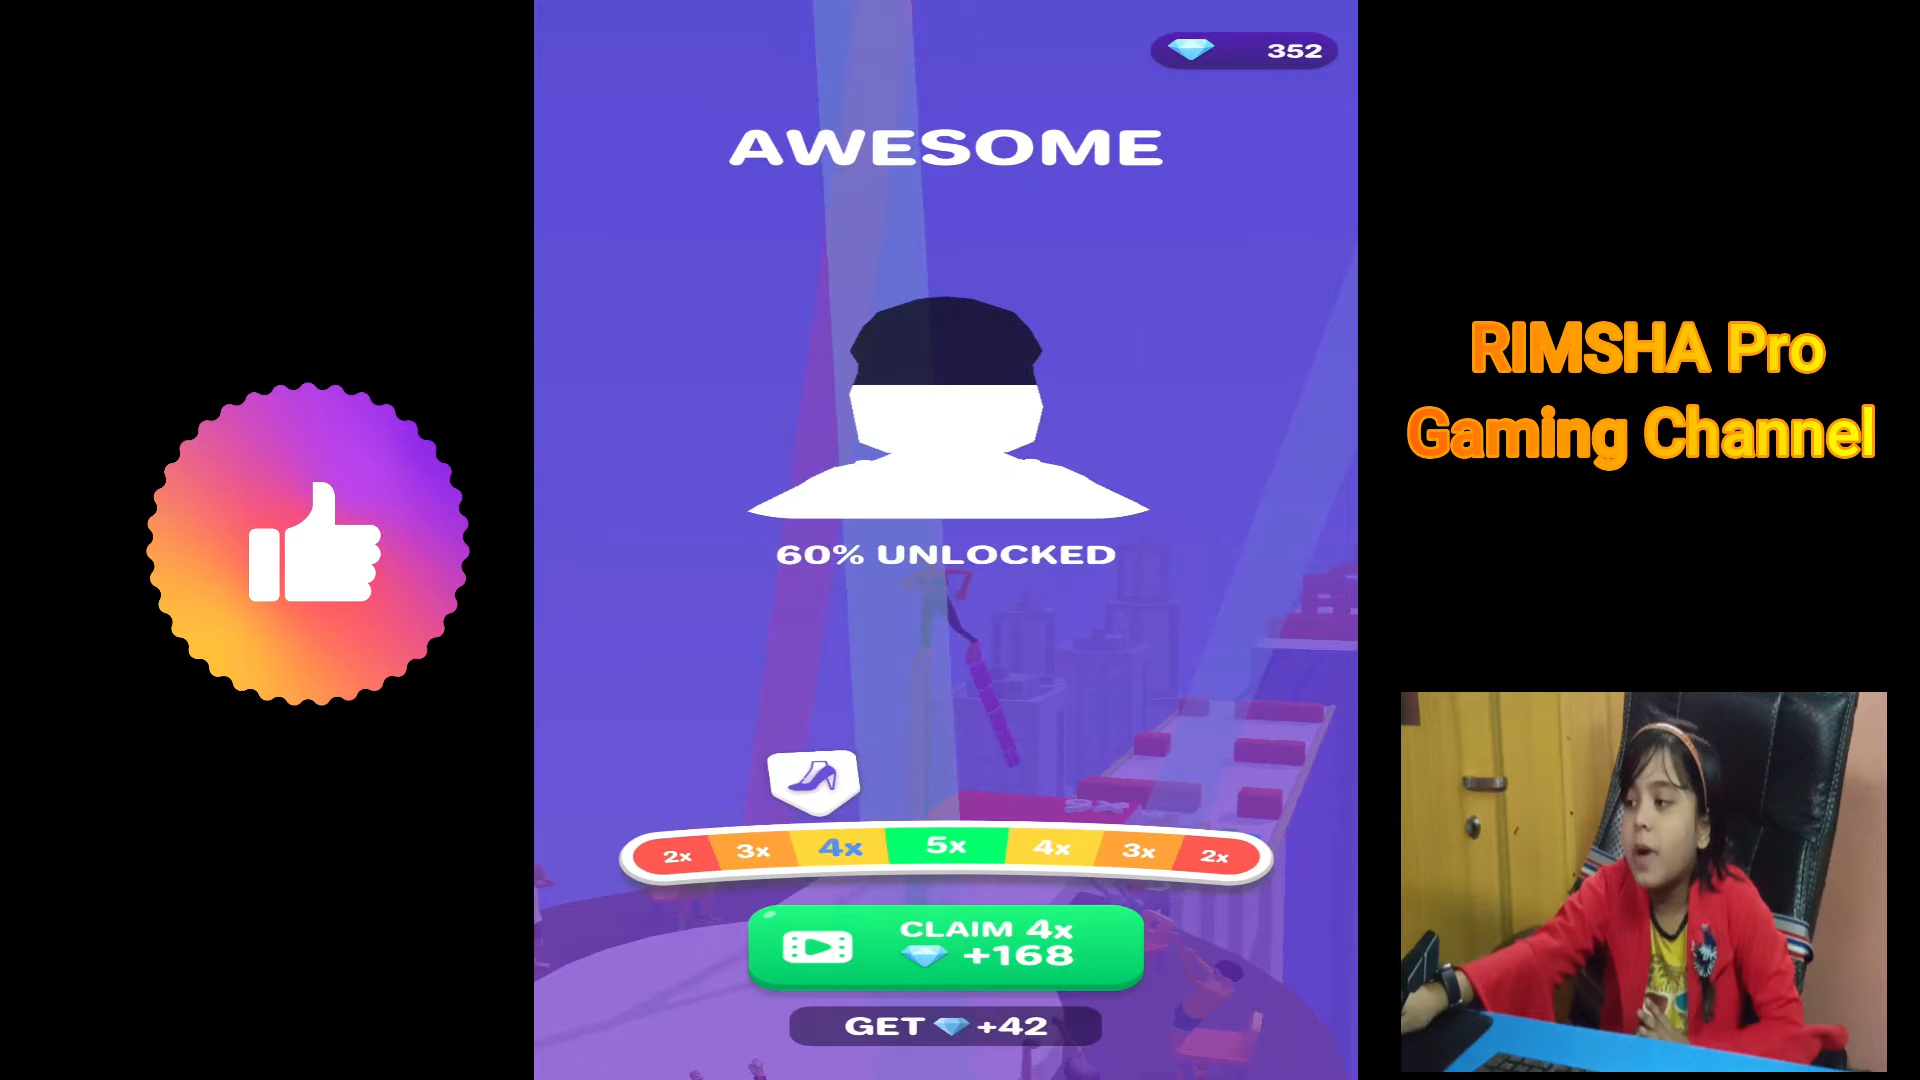 352
AWESOME
RIMSHA Pro
Gaming Channel
60% UNLOCKED
2x 3x 4x 5x 4x 3x 2x
CLAIM 4x
+168
GET +42